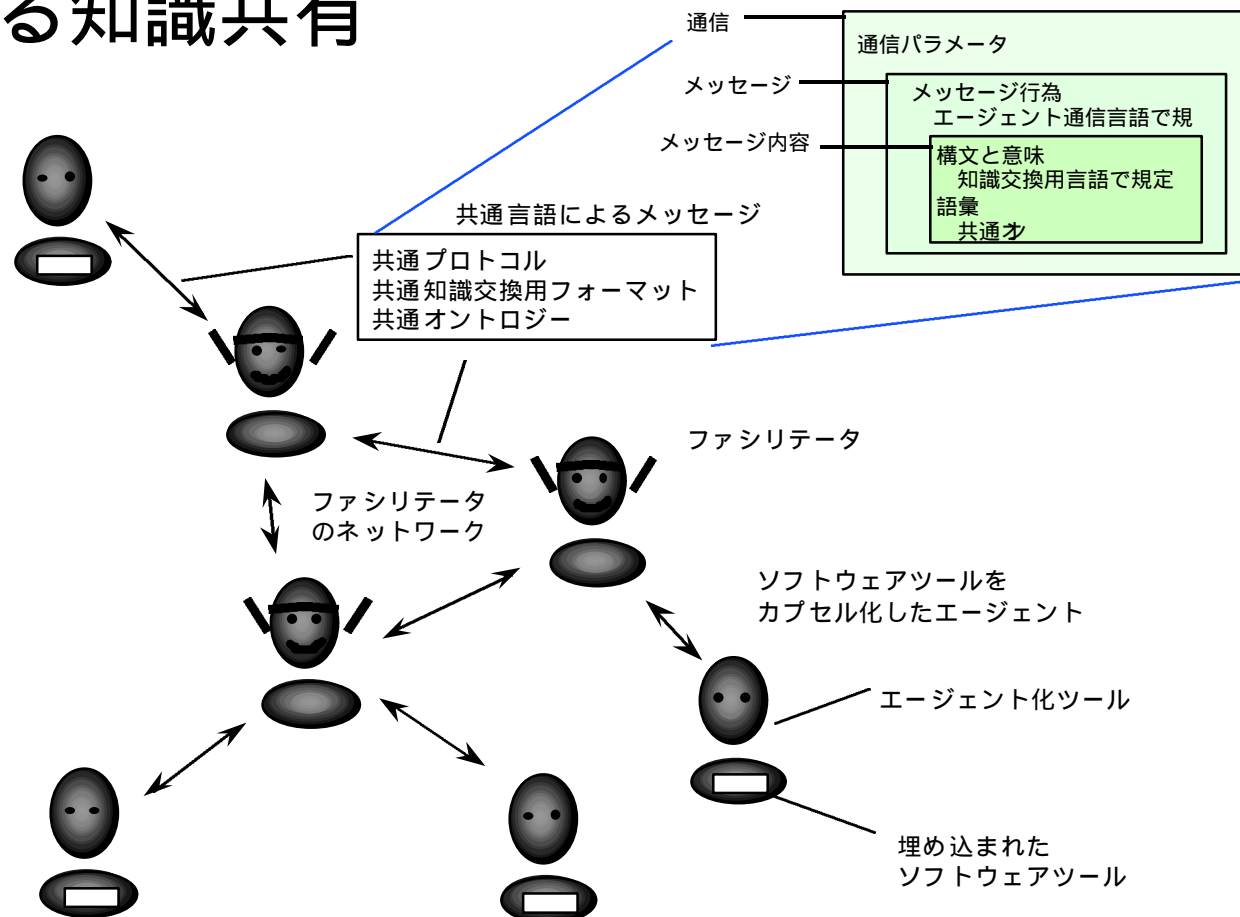 る知識共有
通信
通信パラメータ
メッセージ
メッセージ行為
エージェント通信言語で規
メッセージ内容
構文と意味
知識交換用言語で規定
語彙
共通オン
共通言語によるメッセージ
共通プロトコル
共通知識交換用フォーマット
共通オントロジー
ファシリテータ
ファシリテータ
のネットワーク
ソフトウェアツールを
カプセル化したエージェント
エージェント化ツール
埋め込まれた
ソフトウェアツール